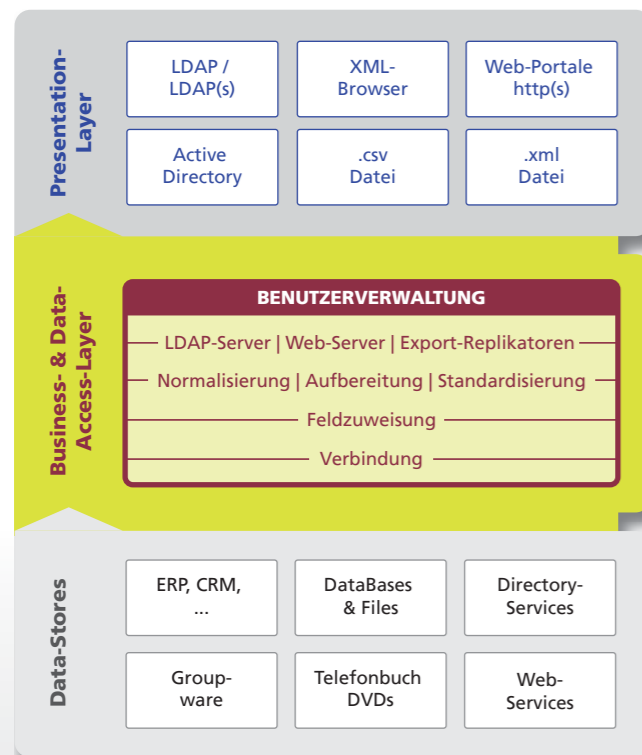 Presentation-
Layer
LDAP /
LDAP(s)
XML-
Browser
Web-Portale
http(s)
Active
Directory
.csv
Datei
.xml
Datei
Business- & Data-
Access-Layer
BENUTZERVERWALTUNG
LDAP-Server | Web-Server | Export-Replikatoren
Normalisierung | Aufbereitung | Standardisierung
Feldzuweisung
Verbindung
Data-Stores
ERP, CRM,
...
DataBases
& Files
Directory-
Services
Group-
ware
Telefonbuch
DVDs
Web-
Services